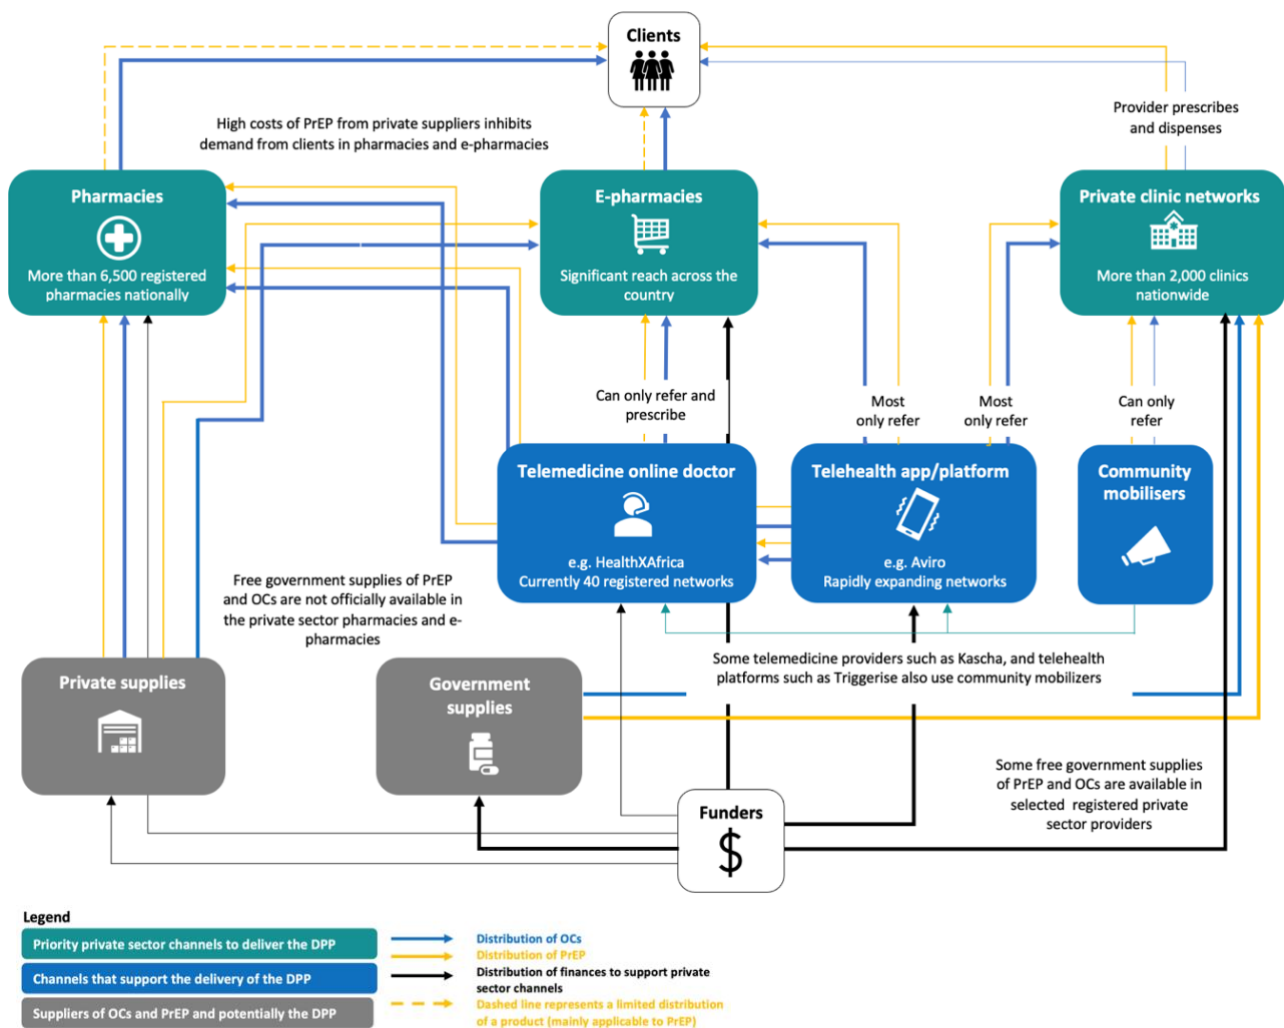 Clients
High costs of PrEP from private suppliers inhibits
demand from clients in pharmacies and e-pharmacies
Provider prescribes
and dispenses
Pharmacies
More than 6,500 registered
pharmacies nationally
E-pharmacies
Significant reach across the
country
Private clinic networks
More than 2,000 clinics
nationwide
Can only refer and
prescribe
Most
only refer
Most
only refer
Can only
refer
Telemedicine online doctor
e.g. HealthXAfrica
Currently 40 registered networks
Telehealth app/platform
e.g. Aviro
Rapidly expanding networks
Community
mobilisers
Free government supplies of PrEP
and OCs are not officially available in
the private sector pharmacies and e-
pharmacies
Some telemedicine providers such as Kascha, and telehealth
platforms such as Triggerise also use community mobilizers
Private supplies
Government
supplies
Some free government supplies
of PrEP and OCs are available in
selected registered private
sector providers
Funders
$
Legend
Priority private sector channels to deliver the DPP
Channels that support the delivery of the DPP
Suppliers of OCs and PrEP and potentially the DPP
Distribution of OCs
Distribution of PrEP
Distribution of finances to support private
sector channels
Dashed line represents a limited distribution
of a product (mainly applicable to PrEP)